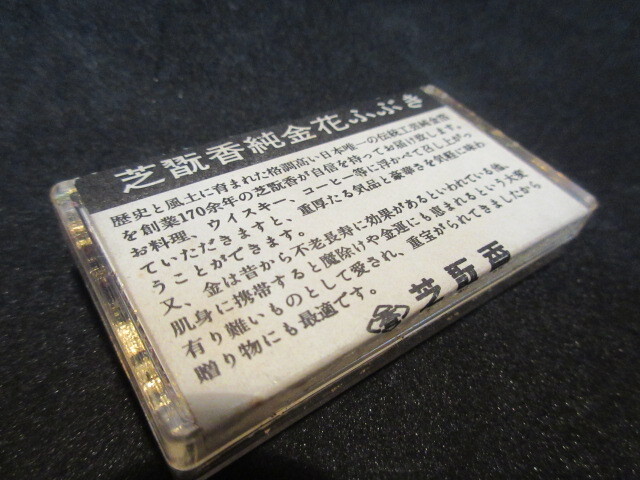 芝翫香純金花ふぶき
歴史と風土に育まれた格調高い日本唯一の伝統工芸純金箔
を創業170余年の芝翫香が自信を持ってお届け致します。
お料理、ウイスキー、コーヒー等に浮かべて召し上がっ
ていただきますと、重厚たる気品と豪華さを気軽に味わ
うことができます。
又、金は昔から不老長寿に効果があるといわれている他、
肌身に携帯すると魔除けや金運にも恵まれるという大変
有り難いものとして愛され、重宝がられてきましたから
贈り物にも最適です。
芝翫香